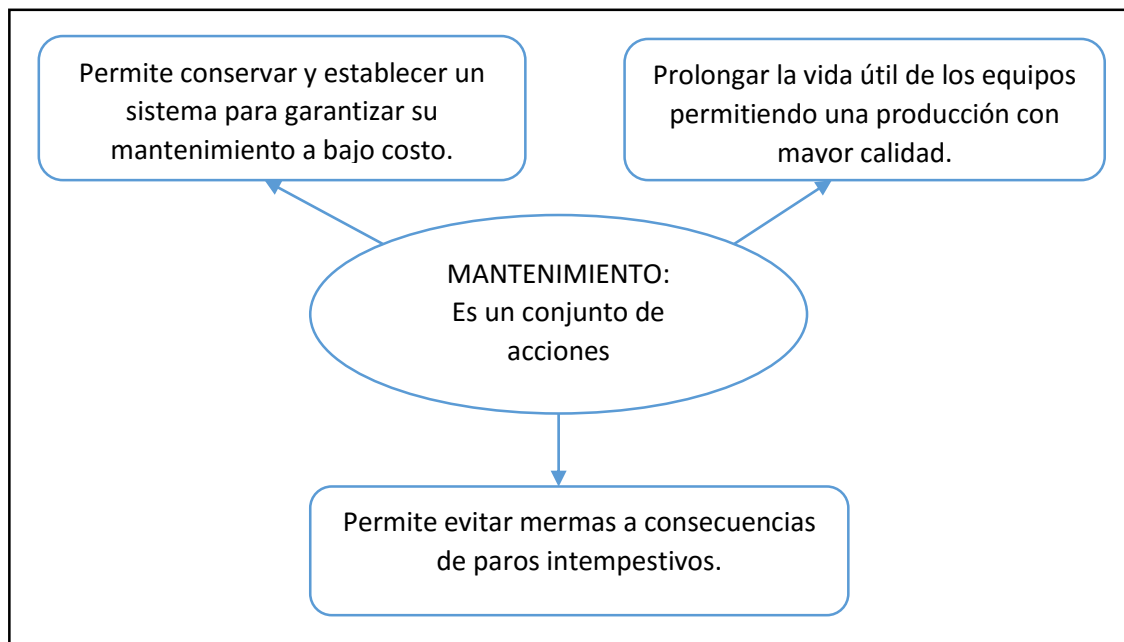 Permite conservar y establecer un
sistema para garantizar su
mantenimiento a bajo costo.
Prolongar la vida útil de los equipos
permitiendo una producción con
mayor calidad.
MANTENIMIENTO:
Es un conjunto de
acciones
Permite evitar mermas a consecuencias
de paros intempestivos.